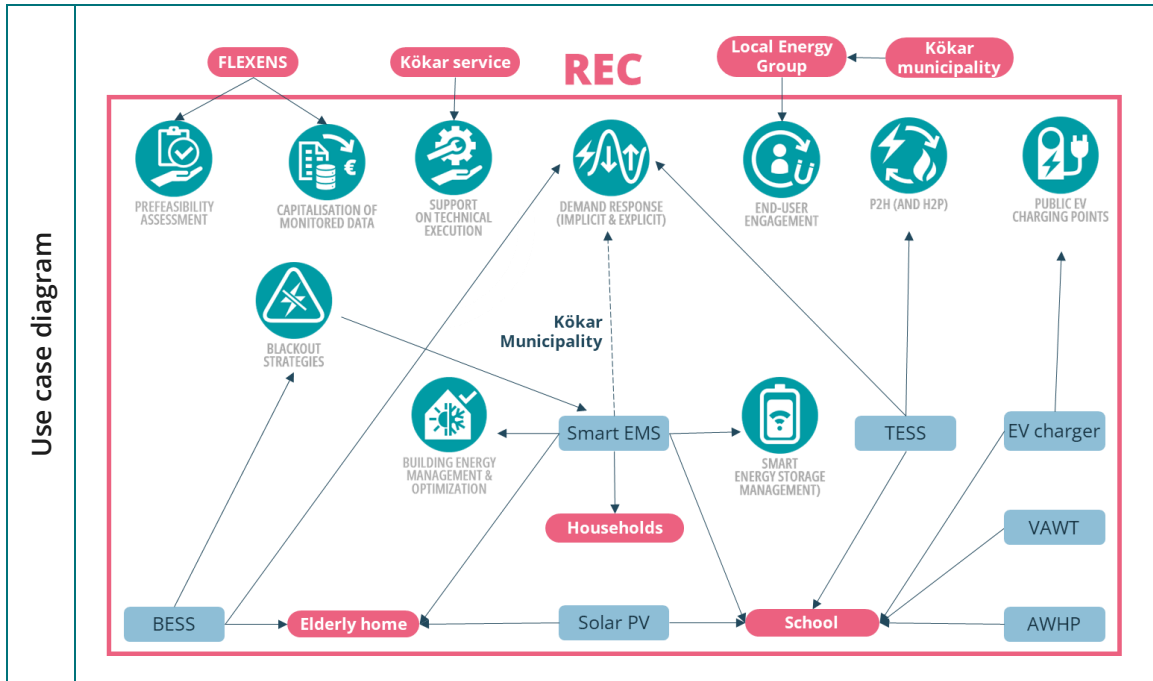 Use case diagram
FLEXENS
Kökar service
REC
Local Energy
Group
Kökar
municipality
PREFEASIBILITY
ASSESSMENT
CAPITALISATION OF
MONITORED DATA
SUPPORT
ON TECHNICAL
EXECUTION
DEMAND RESPONSE
(IMPLICIT & EXPLICIT)
END-USER
ENGAGEMENT
P2H (AND H2P)
PUBLIC EV
CHARGING POINTS
BLACKOUT
STRATEGIES
Kökar
Municipality
BUILDING ENERGY
MANAGEMENT &
OPTIMIZATION
Smart EMS
SMART
ENERGY STORAGE
MANAGEMENT)
TESS
EV charger
Households
VAWT
BESS
Elderly home
Solar PV
School
AWHP